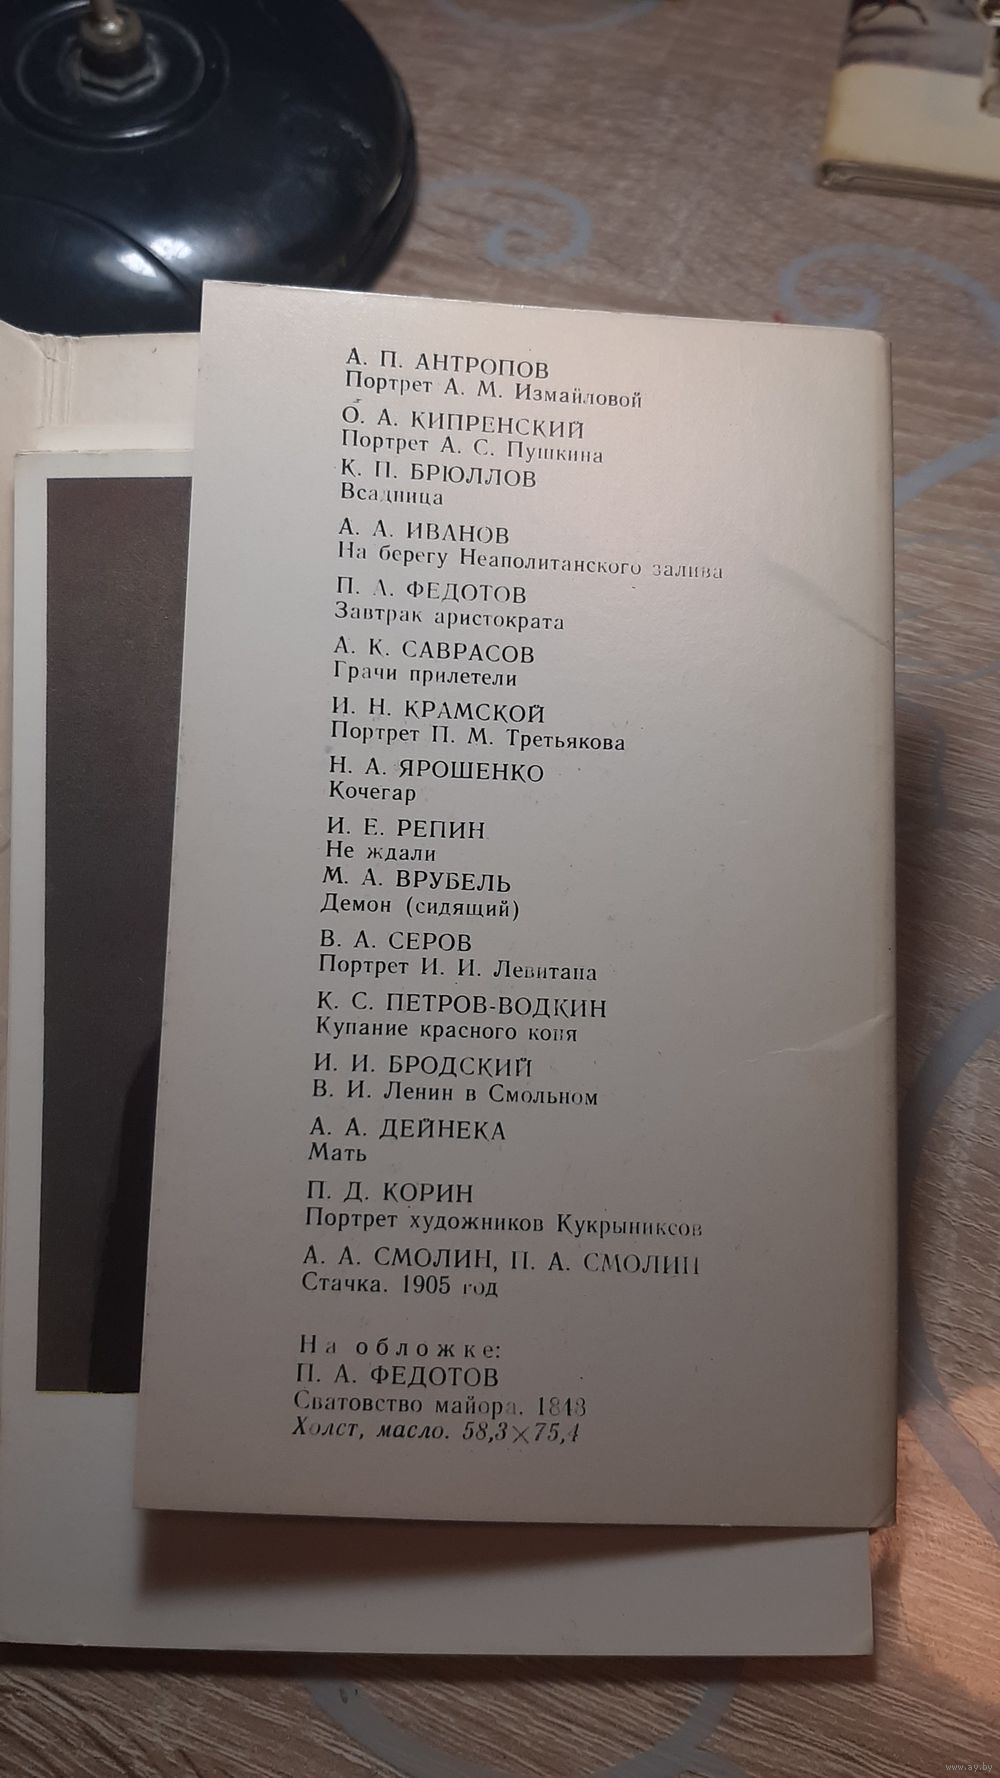 А. П. АНТРОПОВ
Портрет А. М. Измайловой
О. А. КИПРЕНСКИЙ
Портрет А. С. Пушкина
К. П. БРЮЛЛОВ
Всадница
А. А. ИВАНОВ
На берегу Неаполитанского залива
П. А. ФЕДОТОВ
Завтрак аристократа
А. К. САВРАСОВ
Грачи прилетели
И. Н. КРАМСКОЙ
Портрет П. М. Третьякова
Н. А. ЯРОШЕНКО
Кочегар
И. Е. РЕПИН
Не ждали
М. А. ВРУБЕЛЬ
Демон (сидящий)
В. А. СЕРОВ
Портрет И. И. Левитана
К. С. ПЕТРОВ-ВОДКИН
Купание красного коня
И. И. БРОДСКИЙ
В. И. Ленин в Смольном
А. А. ДЕЙНЕКА
Мать
П. Д. КОРИН
Портрет художников Кукрыниксов
А. А. СМОЛИН, П. А. СМОЛИН
Стачка. 1905 год
На обложке:
П. А. ФЕДОТОВ
Сватовство майора. 1848
Холст, масло. 58,3×75,4
www.ay.by